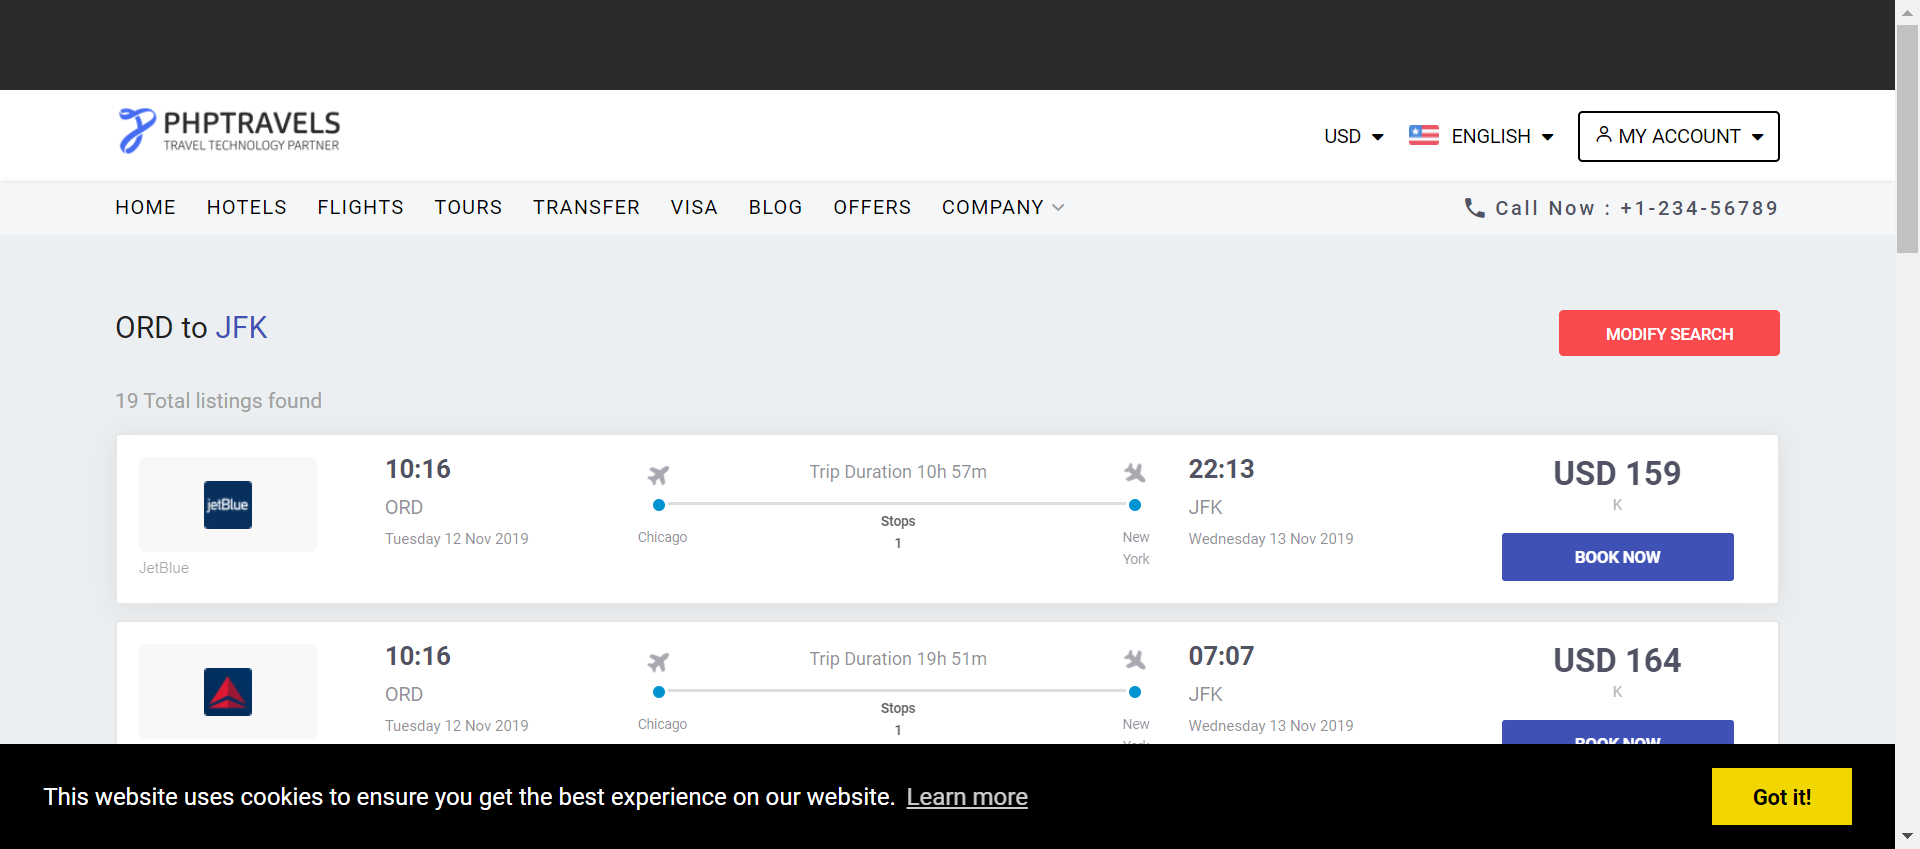 PHPTRAVELS
TRAVEL TECHNOLOGY PARTNER
USD
ENGLISH
MY ACCOUNT
HOME HOTELS FLIGHTS TOURS TRANSFER VISA BLOG OFFERS COMPANY
Call Now : +1-234-56789
ORD to JFK
MODIFY SEARCH
19 Total listings found
jetBlue
JetBlue
10:16
ORD
Tuesday 12 Nov 2019
Trip Duration 10h 57m
Chicago
Stops
1
New
York
22:13
JFK
Wednesday 13 Nov 2019
USD 159
K
BOOK NOW
10:16
ORD
Tuesday 12 Nov 2019
Trip Duration 19h 51m
Chicago
Stops
1
New
York
07:07
JFK
Wednesday 13 Nov 2019
USD 164
K
BOOK NOW
This website uses cookies to ensure you get the best experience on our website. Learn more
Got it!